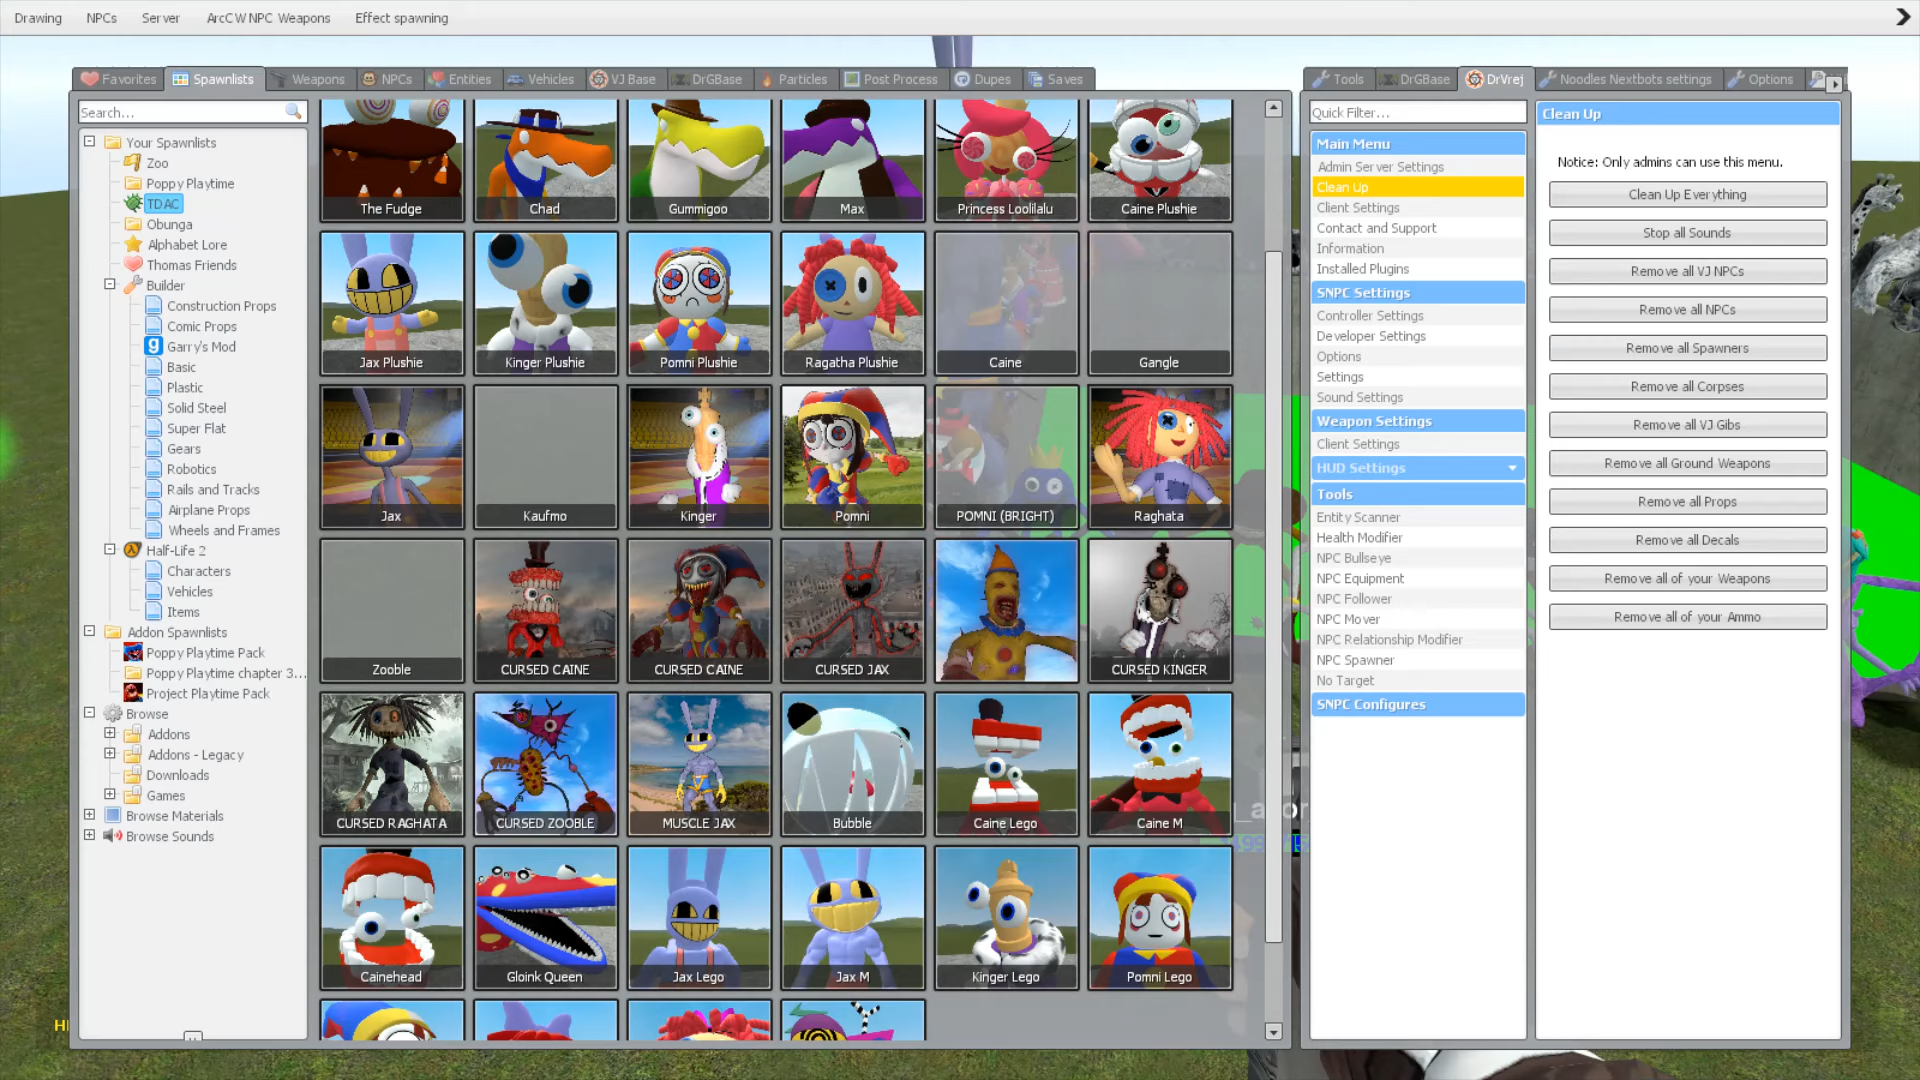 Drawing NPCs Server ArcCW NPC Weapons Effect spawning
Favorites Spawnlists Weapons NPCs Entities Vehicles VJ Base DrGBase Particles Post Process Dupes Saves
Search...
Your Spawnlists
Zoo
Poppy Playtime
TDAC
Obunga
Alphabet Lore
Thomas Friends
Builder
Construction Props
Comic Props
Garry's Mod
Basic
Plastic
Solid Steel
Super Flat
Gears
Robotics
Rails and Tracks
Airplane Props
Wheels and Frames
Half-Life 2
Characters
Vehicles
Items
Addon Spawnlists
Poppy Playtime Pack
Poppy Playtime chapter 3...
Project Playtime Pack
Browse
Addons
Addons - Legacy
Downloads
Games
Browse Materials
Browse Sounds
The Fudge Chad Gummigoo Max Princess Loolilalu Caine Plushie
Jax Plushie Kinger Plushie Pomni Plushie Ragatha Plushie Caine Gangle
Jax Kaufmo Kinger Pomni POMNI (BRIGHT) Raghata
Zooble CURSED CAINE CURSED CAINE CURSED JAX CURSED KINGER
CURSED RAGHATA CURSED ZOOBLE MUSCLE JAX Bubble Caine Lego Caine M
Cainehead Gloink Queen Jax Lego Jax M Kinger Lego Pomni Lego
Tools DrGBase DrVrej Noodles Nextbots settings Options
Quick Filter...
Main Menu
Admin Server Settings
Clean Up
Client Settings
Contact and Support
Information
Installed Plugins
SNPC Settings
Controller Settings
Developer Settings
Options
Settings
Sound Settings
Weapon Settings
Client Settings
HUD Settings
Tools
Entity Scanner
Health Modifier
NPC Bullseye
NPC Equipment
NPC Follower
NPC Mover
NPC Relationship Modifier
NPC Spawner
No Target
SNPC Configures
Clean Up
Notice: Only admins can use this menu.
Clean Up Everything
Stop all Sounds
Remove all VJ NPCs
Remove all NPCs
Remove all Spawners
Remove all Corpses
Remove all VJ Gibs
Remove all Ground Weapons
Remove all Props
Remove all Decals
Remove all of your Weapons
Remove all of your Ammo